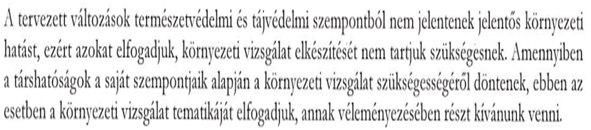 A tervezett változások természetvédelmi és tájvédelmi szempontból nem jelentenek jelentős környezeti
hatást, ezért azokat elfogadjuk, környezeti vizsgálat elkészítését nem tartjuk szükségesnek. Amennyiben
a társhatóságok a saját szempontjaik alapján a környezeti vizsgálat szükségességéről döntenek, ebben az
esetben a környezeti vizsgálat tematikáját elfogadjuk, annak véleményezésében részt kívánunk venni.